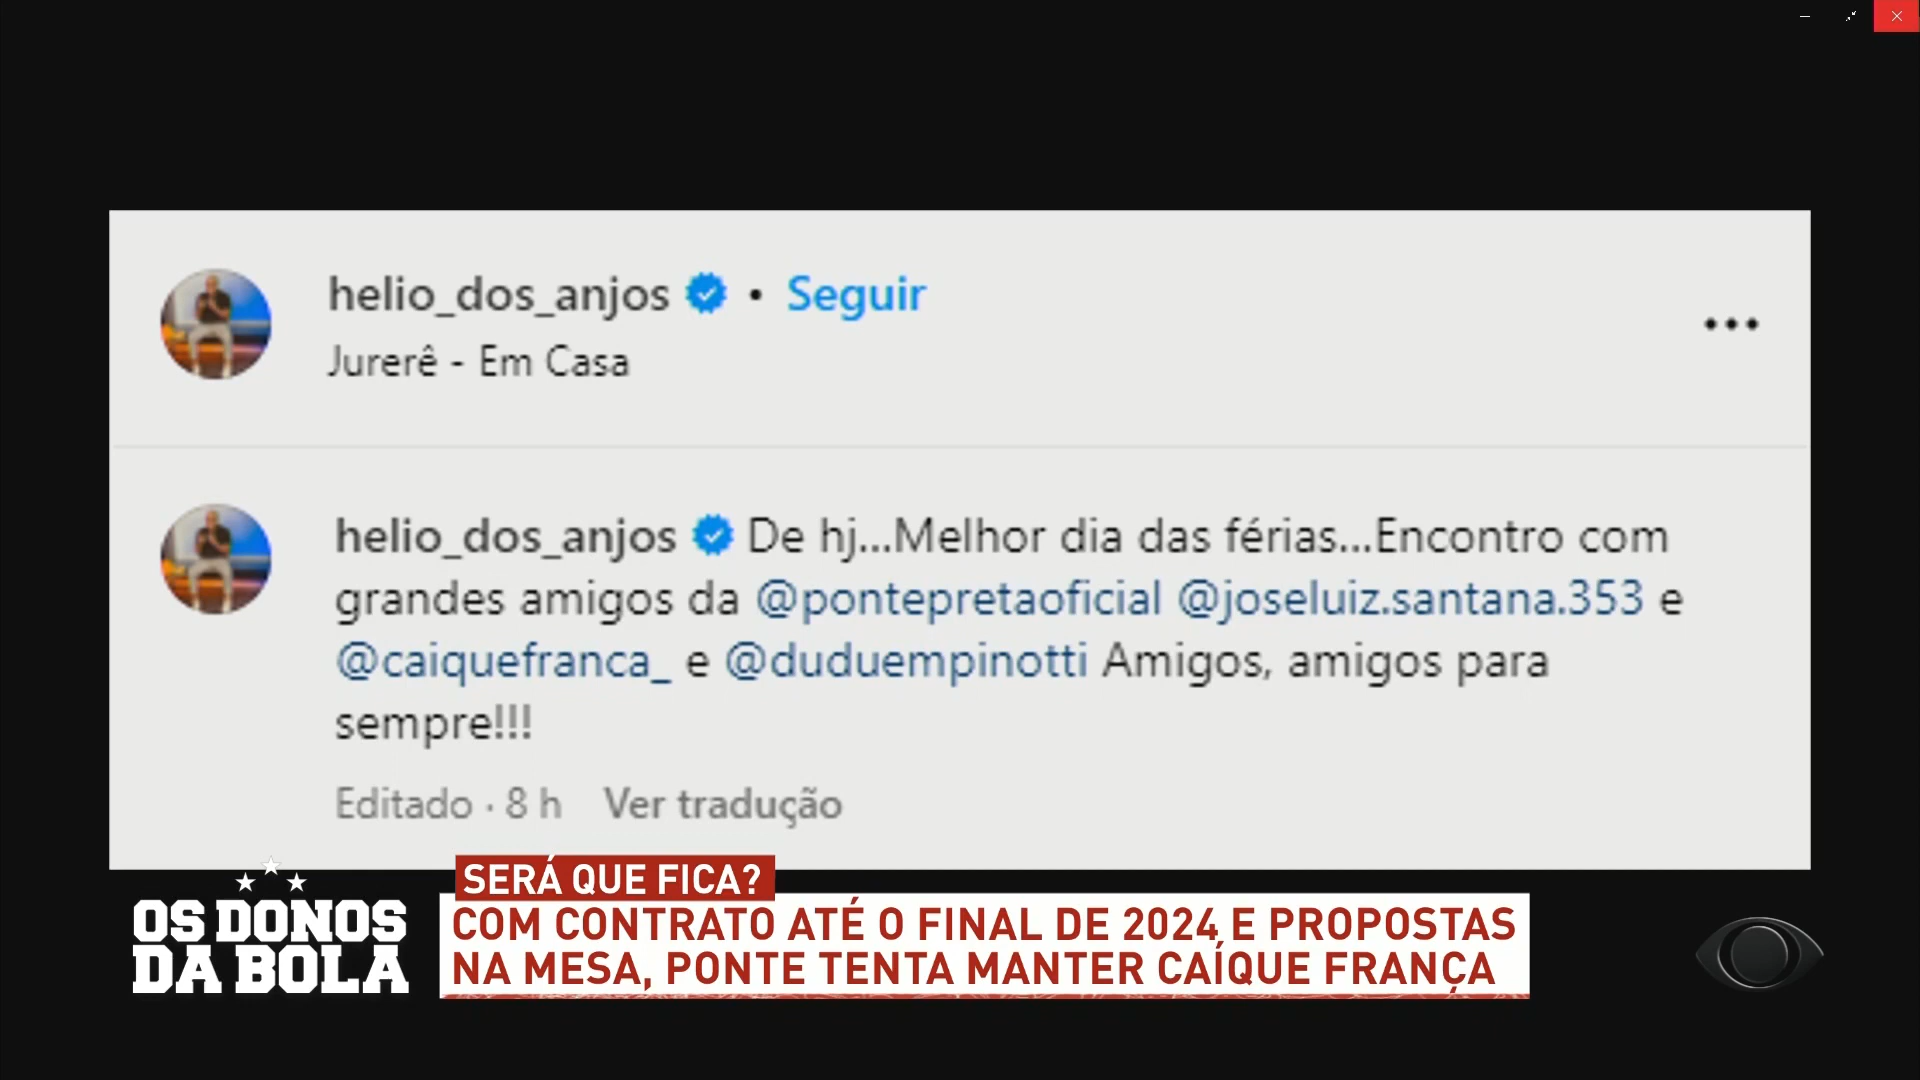 helio_dos_anjos • Seguir
Jurerê - Em Casa
helio_dos_anjos De hj...Melhor dia das férias...Encontro com
grandes amigos da @pontepretaoficial @joseluiz.santana.353 e
@caiquefranca_ e @duduempinotti Amigos, amigos para
sempre!!!
Editado · 8 h Ver tradução
SERÁ QUE FICA?
OS DONOS
DA BOLA
COM CONTRATO ATÉ O FINAL DE 2024 E PROPOSTAS
NA MESA, PONTE TENTA MANTER CAÍQUE FRANÇA